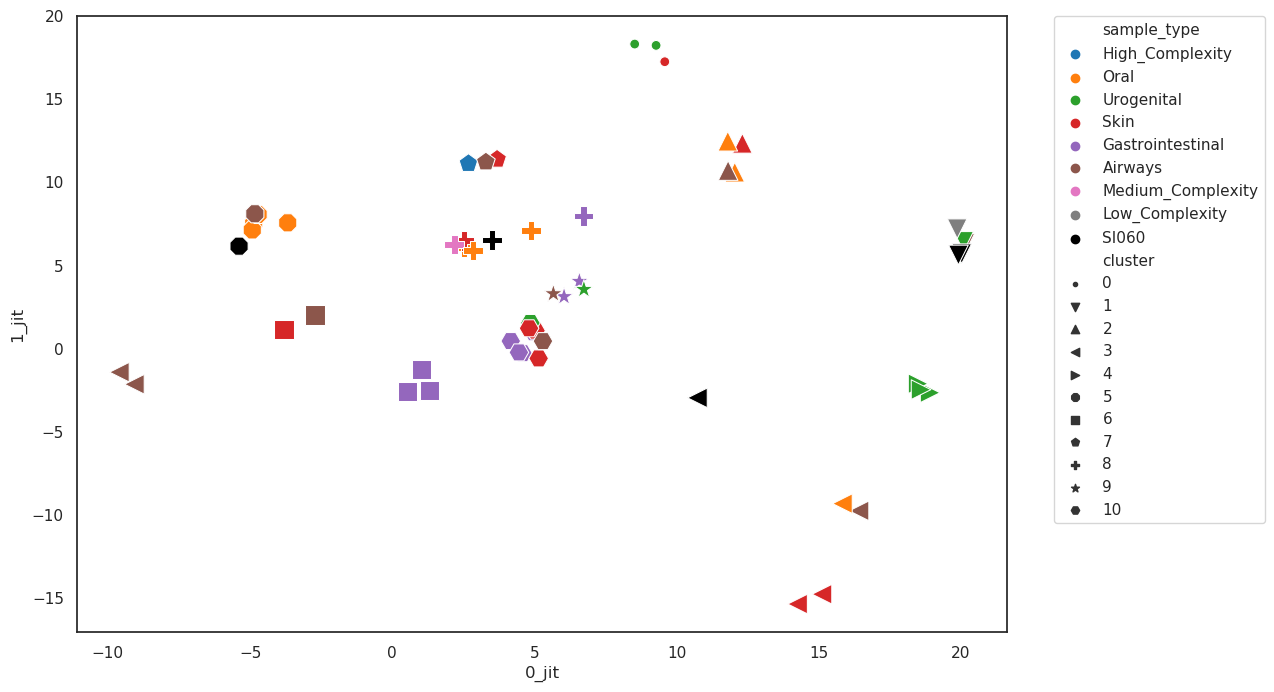 20
15
10
5
0
−5
−10
−15
1_jit
−10
−5
0
5
10
15
20
0_jit
sample_type
High_Complexity
Oral
Urogenital
Skin
Gastrointestinal
Airways
Medium_Complexity
Low_Complexity
SI060
cluster
0
1
2
3
4
5
6
7
8
9
10